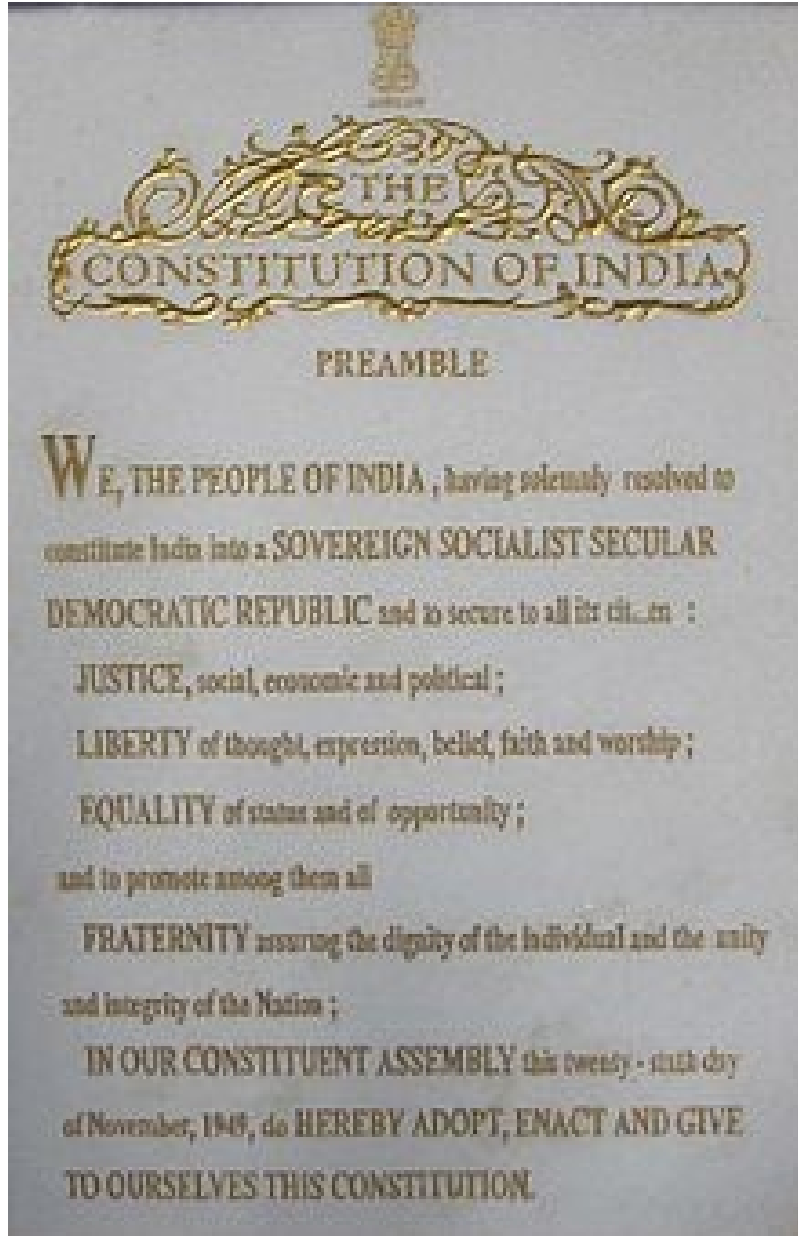 THE
CONSTITUTION OF INDIA
PREAMBLE
WE, THE PEOPLE OF INDIA, having solemnly resolved to
constitute India into a SOVEREIGN SOCIALIST SECULAR
DEMOCRATIC REPUBLIC and to secure to all its
JUSTICE, social, economic and political;
LIBERTY of thought, expression, belief, faith and worship;
EQUALITY of status and of opportunity;
and to promote among them all
FRATERNITY assuring the dignity of the individual and the unity
and integrity of the Nation;
IN OUR CONSTITUENT ASSEMBLY this twenty-sixth day
of November, 1949, do HEREBY ADOPT, ENACT AND GIVE
TO OURSELVES THIS CONSTITUTION.